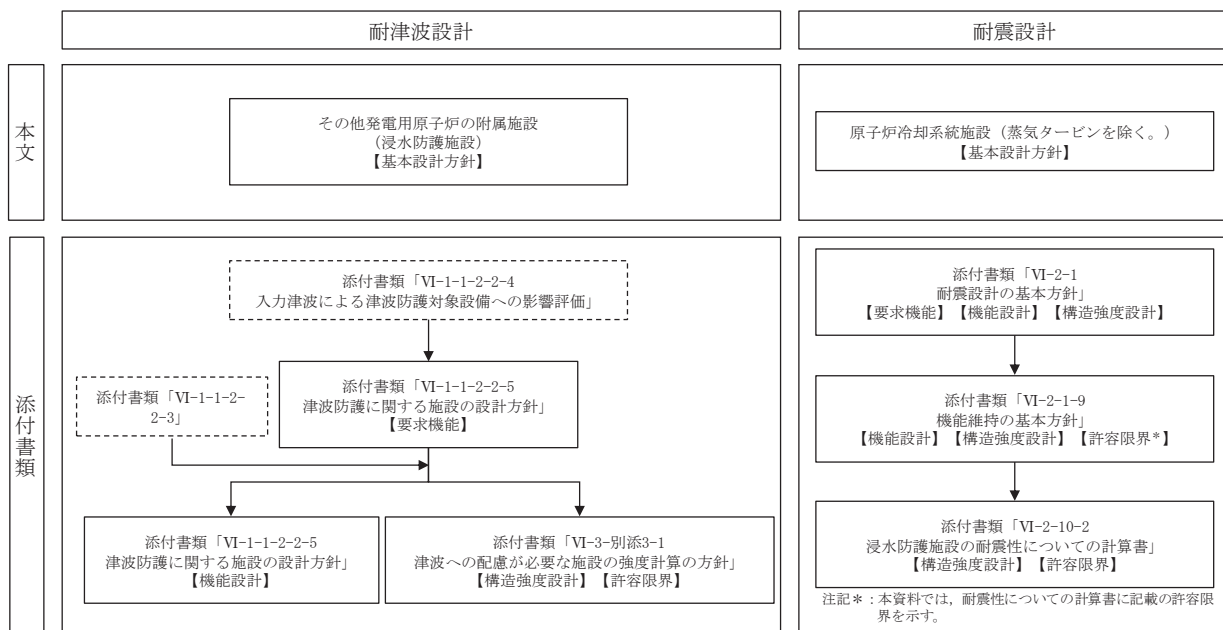 耐津波設計
耐震設計
本文
その他発電用原子炉の附属施設
(浸水防護施設)
【基本設計方針】
原子炉冷却系統施設（蒸気タービンを除く。）
【基本設計方針】
添付書類
添付書類「Ⅵ-1-1-2-2-4
入力津波による津波防護対象設備への影響評価」
添付書類「Ⅵ-1-1-2-
2-3」
添付書類「Ⅵ-1-1-2-2-5
津波防護に関する施設の設計方針」
【要求機能】
添付書類「Ⅵ-1-1-2-2-5
津波防護に関する施設の設計方針」
【機能設計】
添付書類「Ⅵ-3-別添3-1
津波への配慮が必要な施設の強度計算の方針」
【構造強度設計】【許容限界】
添付書類「Ⅵ-2-1
耐震設計の基本方針」
【要求機能】【機能設計】【構造強度設計】
添付書類「Ⅵ-2-1-9
機能維持の基本方針」
【機能設計】【構造強度設計】【許容限界*】
添付書類「Ⅵ-2-10-2
浸水防護施設の耐震性についての計算書」
【構造強度設計】【許容限界】
注記＊：本資料では，耐震性についての計算書に記載の許容限
界を示す。